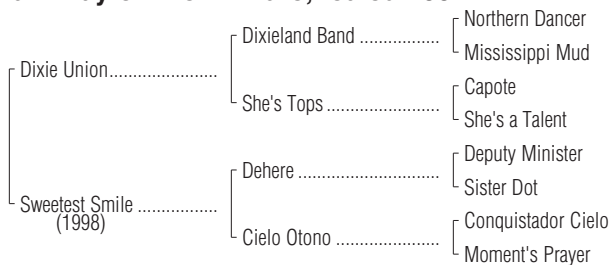 Dixieland Band ................... Northern Dancer
Mississippi Mud
Dixie Union.........................
She's Tops .......................... Capote
She's a Talent
Dehere ................................ Deputy Minister
Sister Dot
Sweetest Smile ..................
(1998)
Cielo Otono ........................ Conquistador Cielo
Moment's Prayer